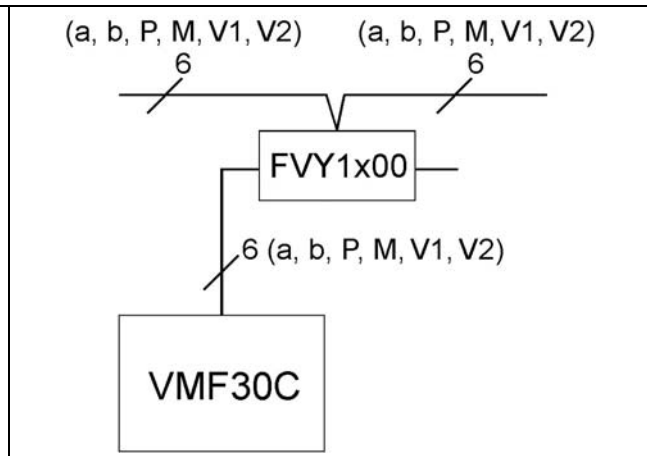 (a, b, P, M, V1, V2) (a, b, P, M, V1, V2)
6 6
FVY1x00
6 (a, b, P, M, V1, V2)
VMF30C